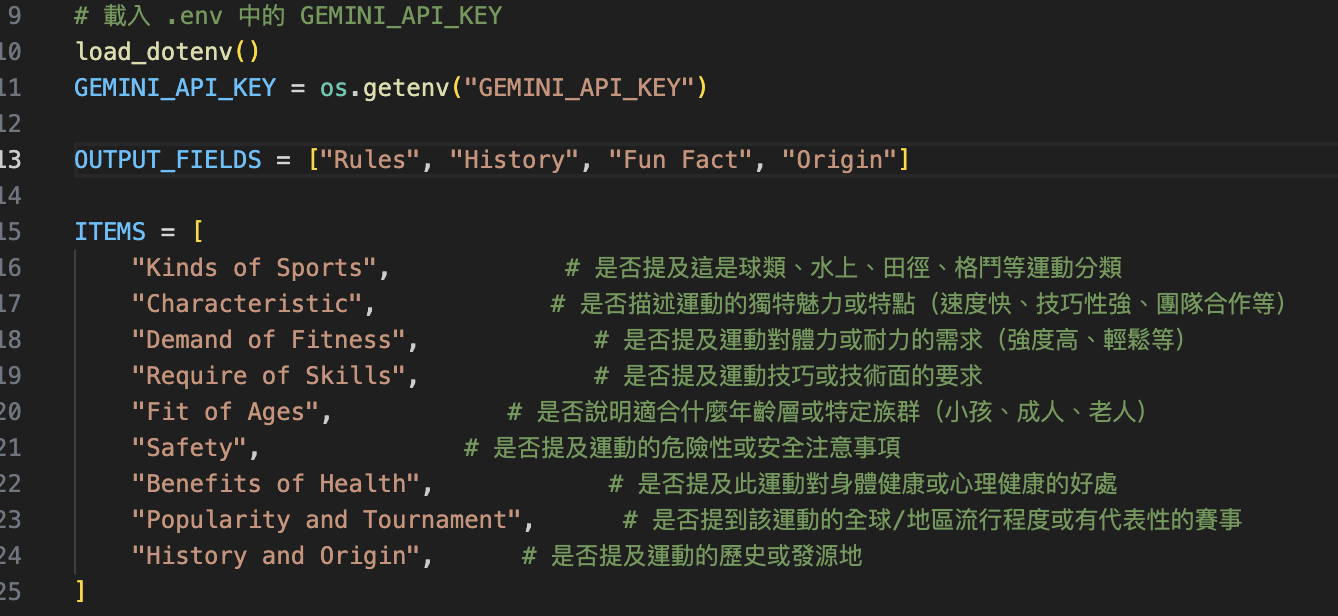 9 # 載入 .env 中的 GEMINI_API_KEY
10 load_dotenv()
11 GEMINI_API_KEY = os.getenv("GEMINI_API_KEY")
12
13 OUTPUT_FIELDS = ["Rules", "History", "Fun Fact", "Origin"]
14
15 ITEMS = [
16 "Kinds of Sports", # 是否提及這是球類、水上、田徑、格鬥等運動分類
17 "Characteristic", # 是否描述運動的獨特魅力或特點（速度快、技巧性強、團隊合作等）
18 "Demand of Fitness", # 是否提及運動對體力或耐力的需求（強度高、輕鬆等）
19 "Require of Skills", # 是否提及運動技巧或技術面的要求
20 "Fit of Ages", # 是否說明適合什麼年齡層或特定族群（小孩、成人、老人）
21 "Safety", # 是否提及運動的危險性或安全注意事項
22 "Benefits of Health", # 是否提及此運動對身體健康或心理健康的好處
23 "Popularity and Tournament", # 是否提到該運動的全球/地區流行程度或有代表性的賽事
24 "History and Origin", # 是否提及運動的歷史或發源地
25 ]